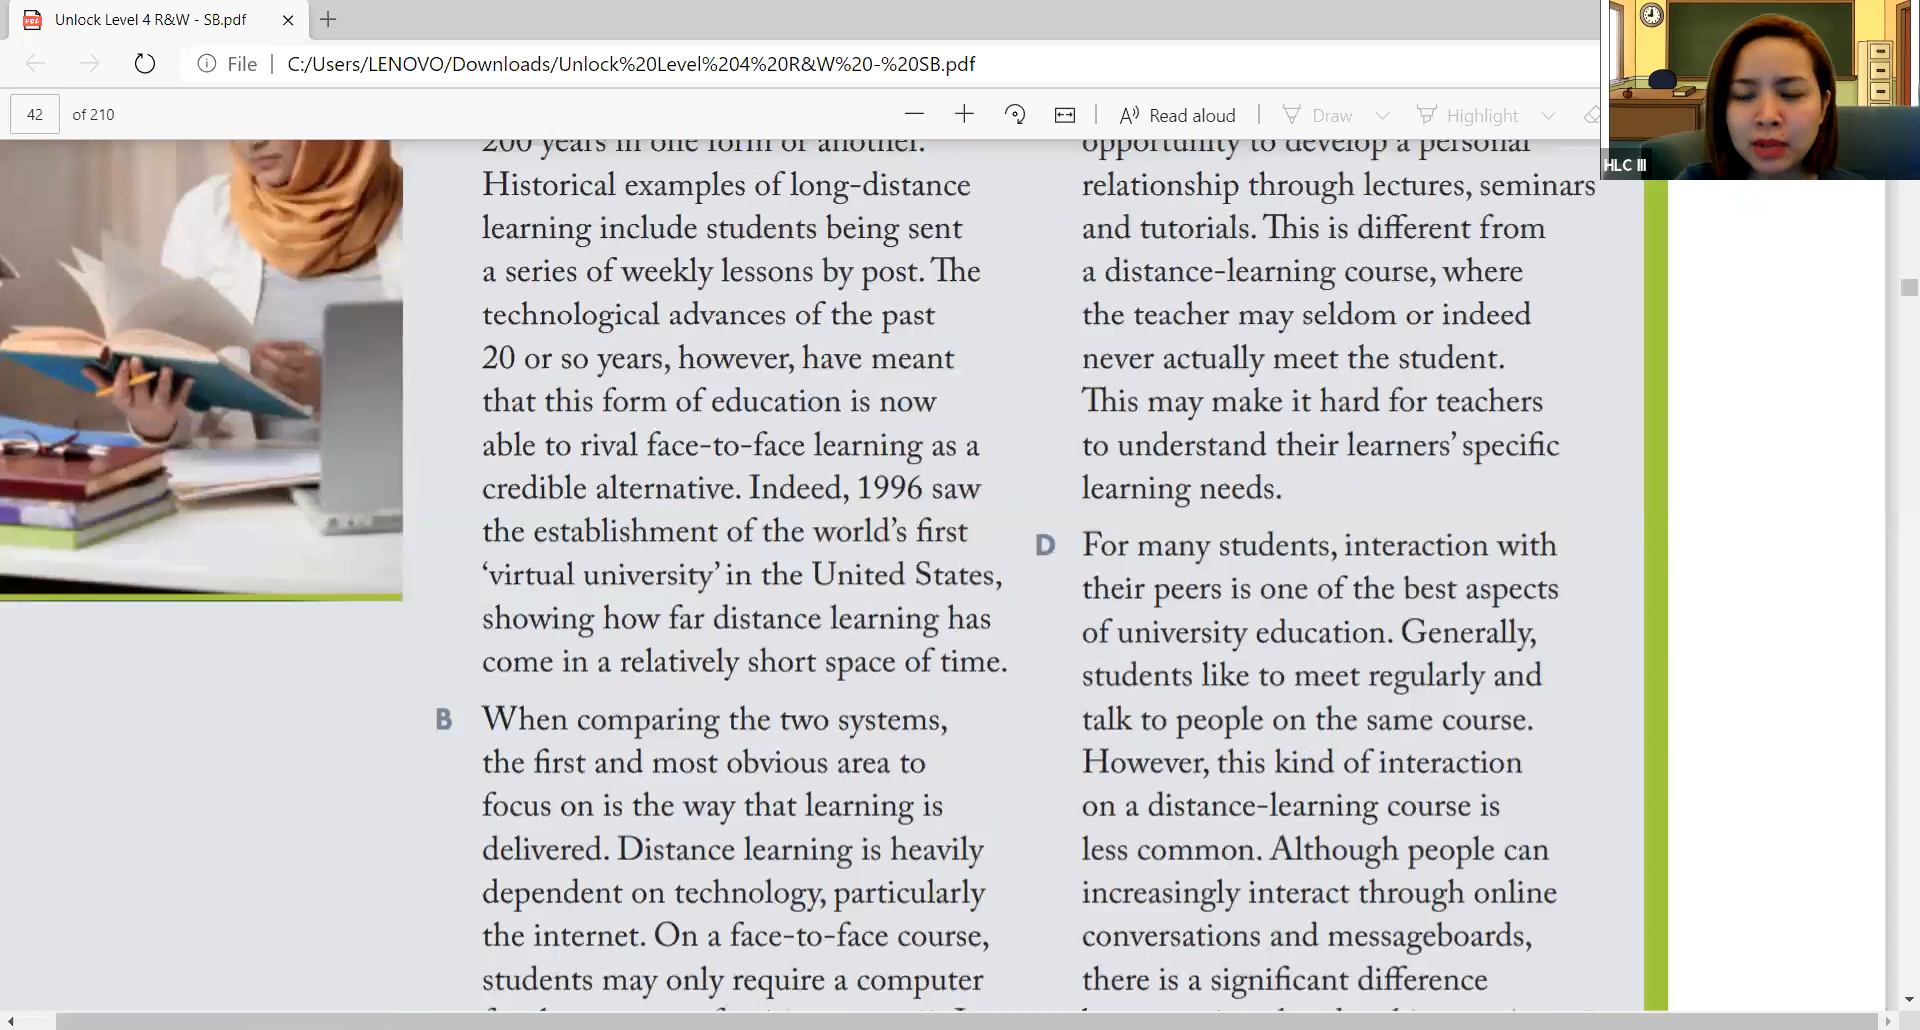 Unlock Level 4 R&W - SB.pdf
File
C:/Users/LENOVO/Downloads/Unlock%20Level%204%20R&W%20-%20SB.pdf
42 of 210
Read aloud
Draw
Highlight
HLC III
200 years in one form or another.
Historical examples of long-distance
learning include students being sent
a series of weekly lessons by post. The
technological advances of the past
20 or so years, however, have meant
that this form of education is now
able to rival face-to-face learning as a
credible alternative. Indeed, 1996 saw
the establishment of the world's first
‘virtual university’ in the United States,
showing how far distance learning has
come in a relatively short space of time.
B When comparing the two systems,
the first and most obvious area to
focus on is the way that learning is
delivered. Distance learning is heavily
dependent on technology, particularly
the internet. On a face-to-face course,
students may only require a computer
opportunity to develop a personal
relationship through lectures, seminars
and tutorials. This is different from
a distance-learning course, where
the teacher may seldom or indeed
never actually meet the student.
This may make it hard for teachers
to understand their learners’ specific
learning needs.
D For many students, interaction with
their peers is one of the best aspects
of university education. Generally,
students like to meet regularly and
talk to people on the same course.
However, this kind of interaction
on a distance-learning course is
less common. Although people can
increasingly interact through online
conversations and messageboards,
there is a significant difference